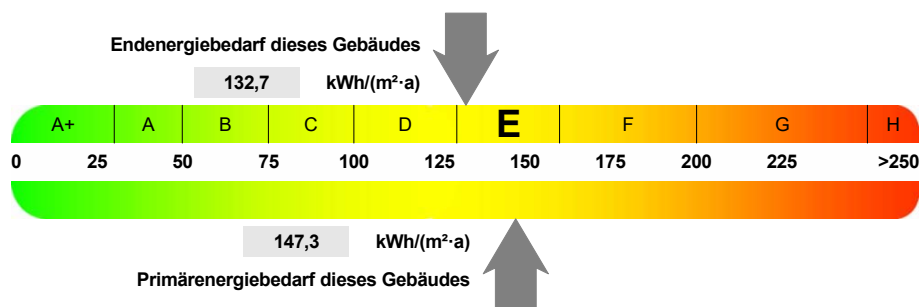 Endenergiebedarf dieses Gebäudes
132,7 kWh/(m²·a)
A+ A B C D E F G H
0 25 50 75 100 125 150 175 200 225 >250
147,3 kWh/(m²·a)
Primärenergiebedarf dieses Gebäudes